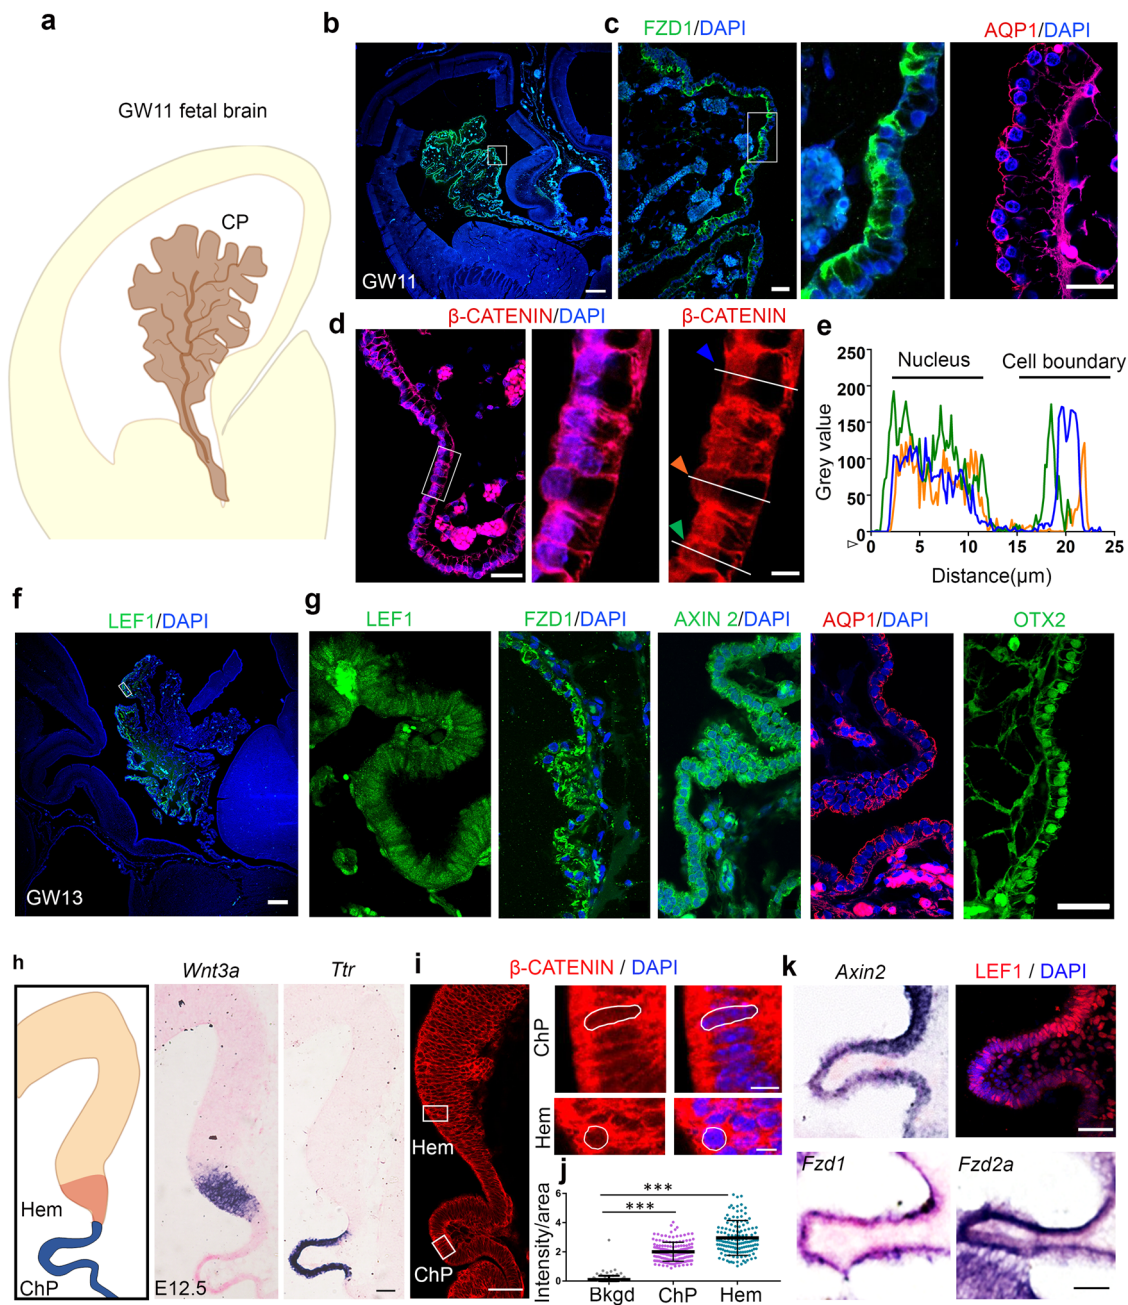 a
GW11 fetal brain
CP
b
GW11
c
FZD1/DAPI
AQP1/DAPI
d
β-CATENIN/DAPI
β-CATENIN
e
250
200
150
100
50
0
Grey value
Nucleus
Cell boundary
0 5 10 15 20 25
Distance(μm)
f
LEF1/DAPI
GW13
g
LEF1
FZD1/DAPI
AXIN 2/DAPI
AQP1/DAPI
OTX2
h
Wnt3a
Ttr
Hem
ChP
E12.5
i
β-CATENIN / DAPI
Hem
ChP
ChP
Hem
j
***
***
6
4
2
0
Intensity/area
Bkgd ChP Hem
k
Axin2
LEF1 / DAPI
Fzd1
Fzd2a